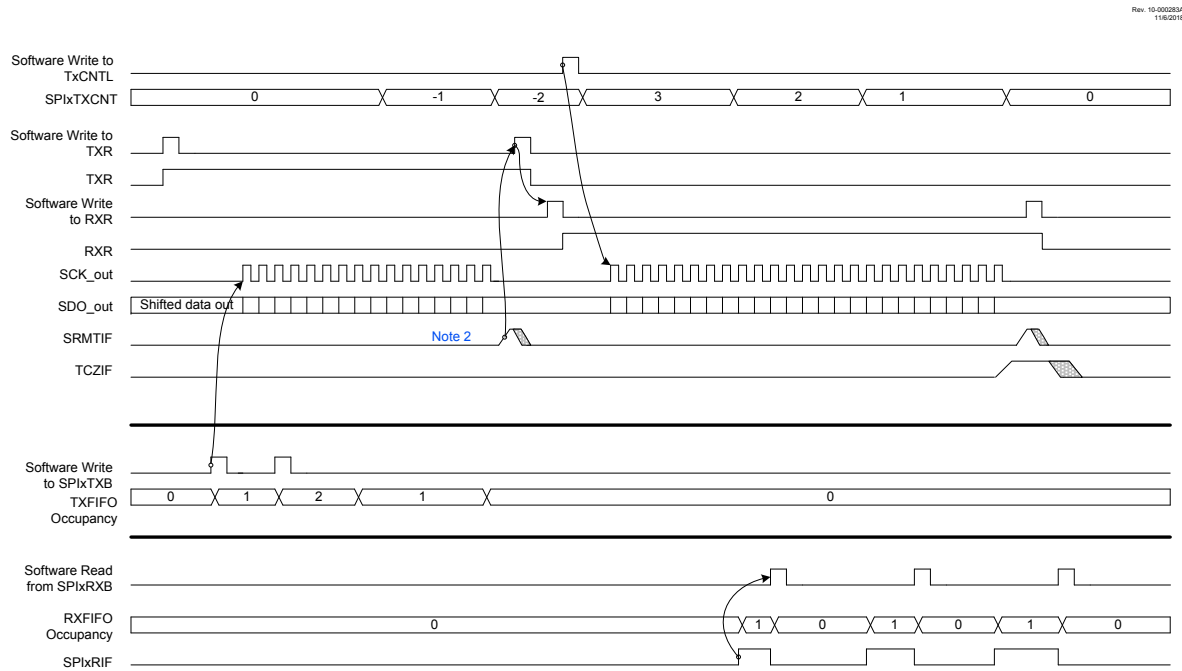 Rev. 10-000283A
11/6/2018
Software Write to
TxCNTL
SPIxTXCNT
0 -1 -2 3 2 1 0
Software Write to
TXR
TXR
Software Write
to RXR
RXR
SCK_out
SDO_out
Shifted data out
SRMTIF
Note 2
TCZIF
Software Write
to SPIxTXB
TXFIFO
Occupancy
0 1 2 1 0
Software Read
from SPIxRXB
RXFIFO
Occupancy
0 1 0 1 0 1 0
SPIxRIF